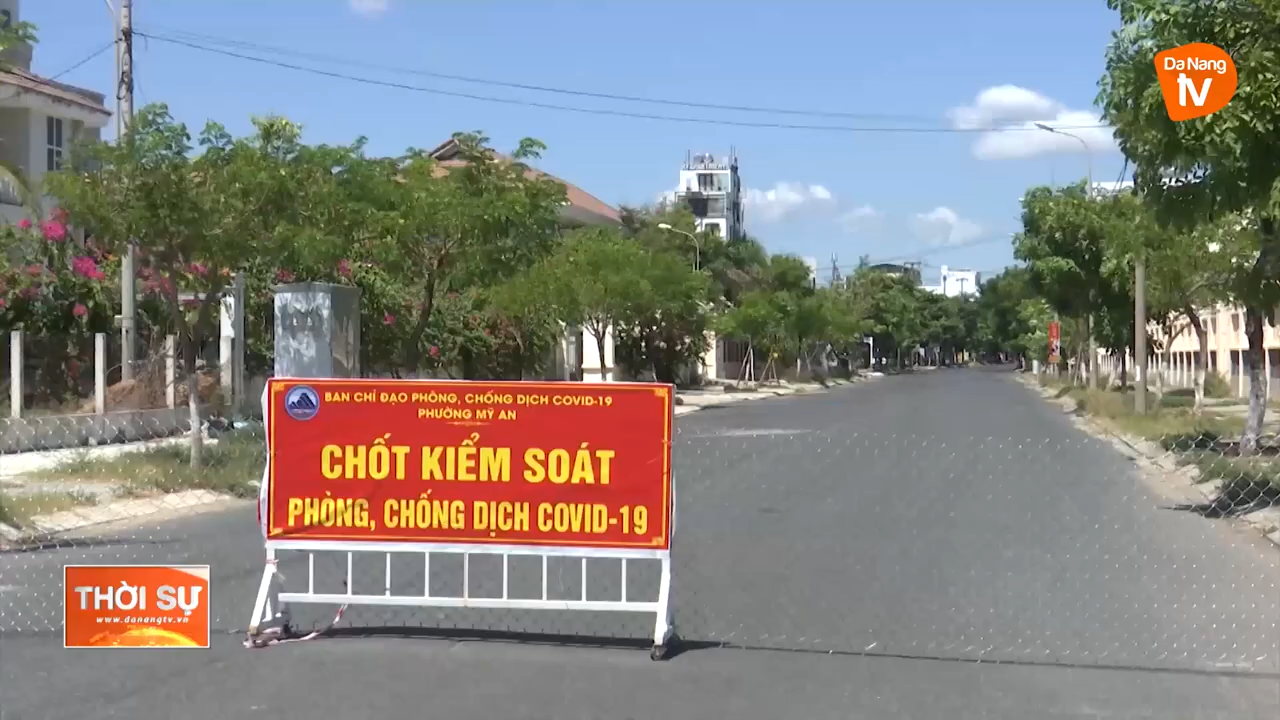 Da Nang
tv
BAN CHỈ ĐẠO PHÒNG, CHỐNG DỊCH COVID-19
PHƯỜNG MỸ AN
CHỐT KIỂM SOÁT
PHÒNG, CHỐNG DỊCH COVID-19
THỜI SỰ
www.danangtv.vn